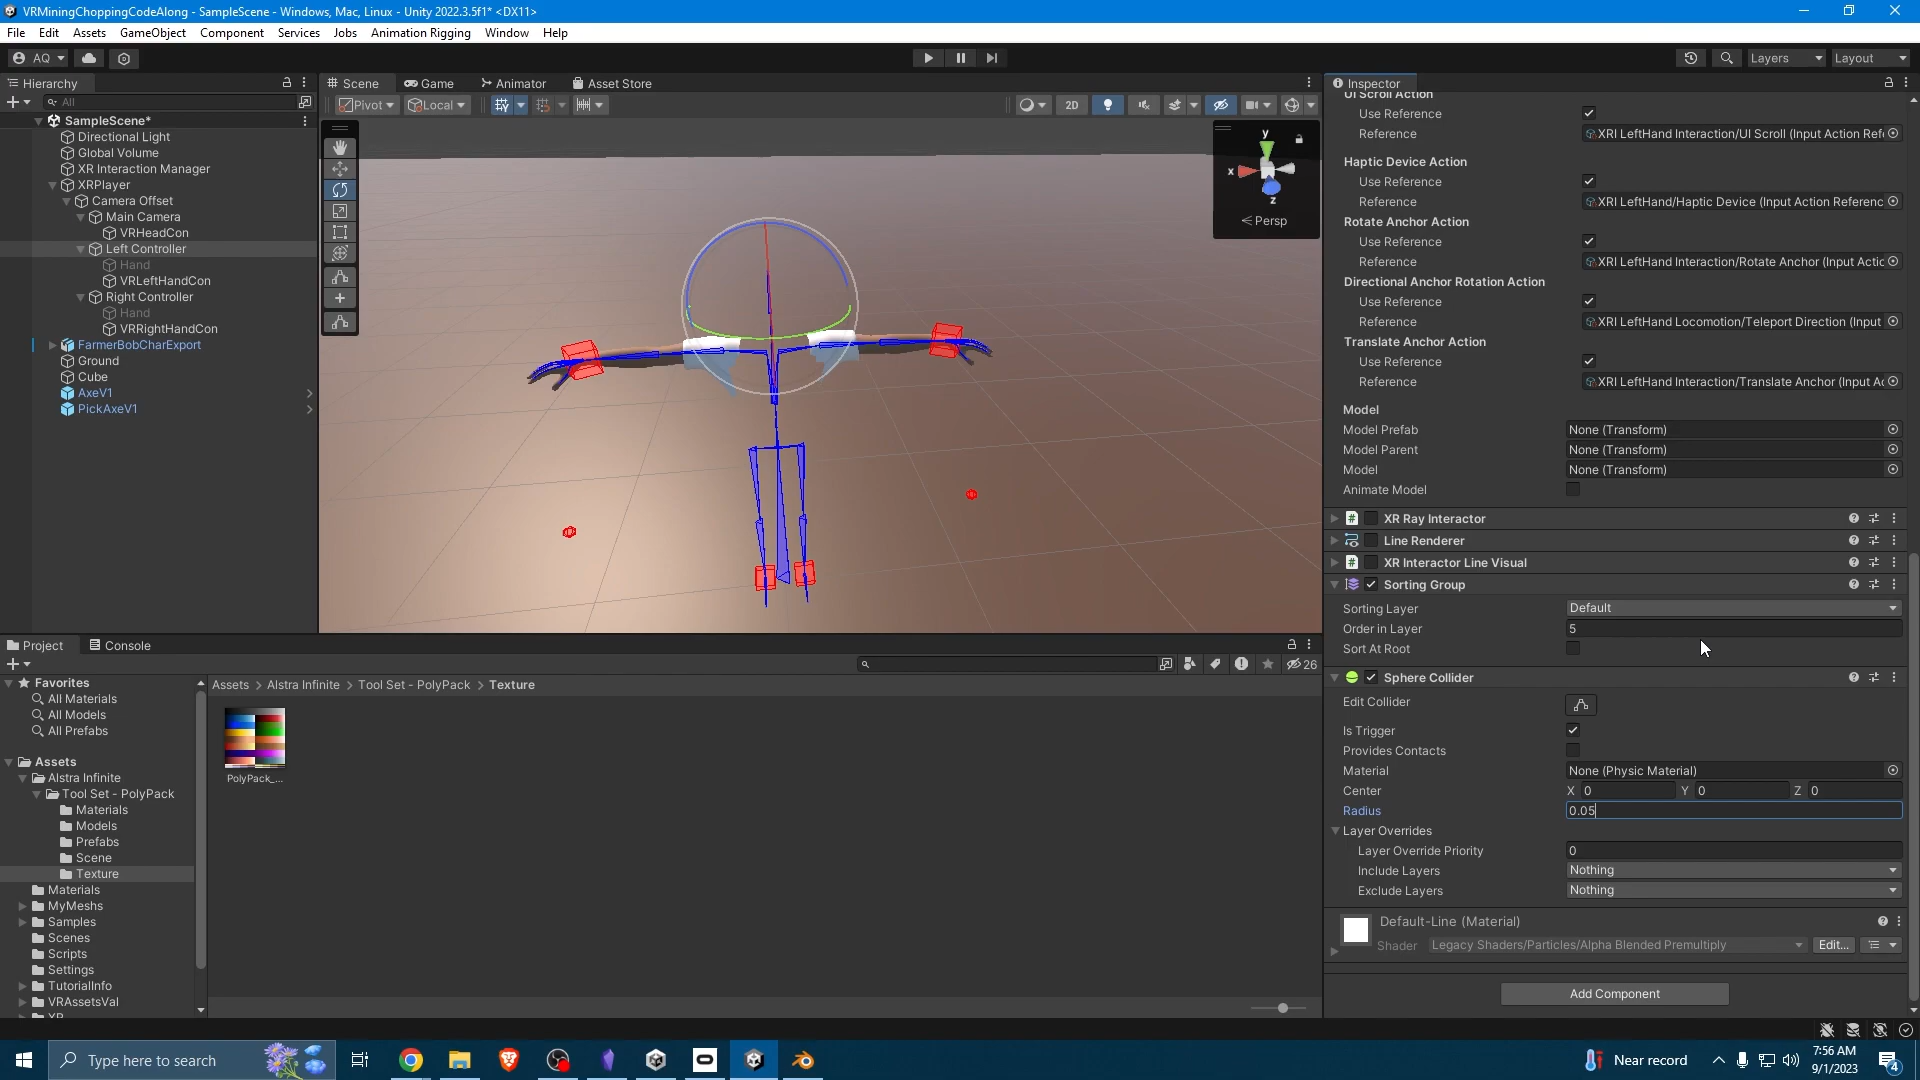 VRMiningChoppingCodeAlong - SampleScene - Windows, Mac, Linux - Unity 2022.3.5f1* <DX11>
File Edit Assets GameObject Component Services Jobs Animation Rigging Window Help
AQ Layers Layout
Hierarchy
All
SampleScene*
Directional Light
Global Volume
XR Interaction Manager
XRPlayer
Camera Offset
Main Camera
VRHeadCon
Left Controller
Hand
VRLeftHandCon
Right Controller
Hand
VRRightHandCon
FarmerBobCharExport
Ground
Cube
AxeV1
PickAxeV1
Scene Game Animator Asset Store
Pivot Local 2D
y
x
z
< Persp
Inspector
UI Scroll Action
Use Reference
Reference XRI LeftHand Interaction/UI Scroll (Input Action Ref
Haptic Device Action
Use Reference
Reference XRI LeftHand/Haptic Device (Input Action Referenc
Rotate Anchor Action
Use Reference
Reference XRI LeftHand Interaction/Rotate Anchor (Input Actic
Directional Anchor Rotation Action
Use Reference
Reference XRI LeftHand Locomotion/Teleport Direction (Input
Translate Anchor Action
Use Reference
Reference XRI LeftHand Interaction/Translate Anchor (Input Ac
Model
Model Prefab None (Transform)
Model Parent None (Transform)
Model None (Transform)
Animate Model
# XR Ray Interactor
Line Renderer
# XR Interactor Line Visual
Sorting Group
Sorting Layer Default
Order in Layer 5
Sort At Root
Sphere Collider
Edit Collider
Is Trigger
Provides Contacts
Material None (Physic Material)
Center X 0 Y 0 Z 0
Radius 0.05
Layer Overrides
Layer Override Priority 0
Include Layers Nothing
Exclude Layers Nothing
Default-Line (Material)
Shader Legacy Shaders/Particles/Alpha Blended Premultiply Edit...
Add Component
Project Console
26
Favorites
All Materials
All Models
All Prefabs
Assets
Alstra Infinite
Tool Set - PolyPack
Materials
Models
Prefabs
Scene
Texture
Materials
MyMeshs
Samples
Scenes
Scripts
Settings
TutorialInfo
VRAssetsVal
XR
Assets > Alstra Infinite > Tool Set - PolyPack > Texture
PolyPack_...
Type here to search
Near record
7:56 AM
9/1/2023
4